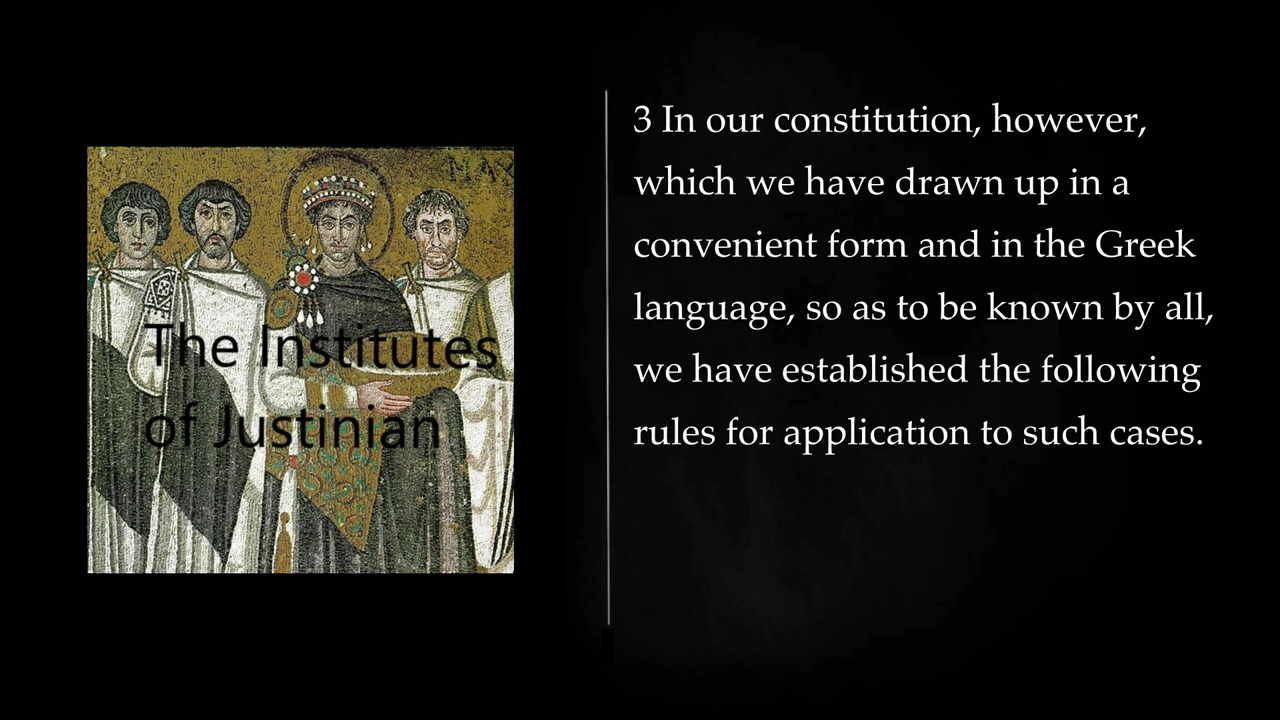 MAX
The Institutes
of Justinian
3 In our constitution, however,
which we have drawn up in a
convenient form and in the Greek
language, so as to be known by all,
we have established the following
rules for application to such cases.